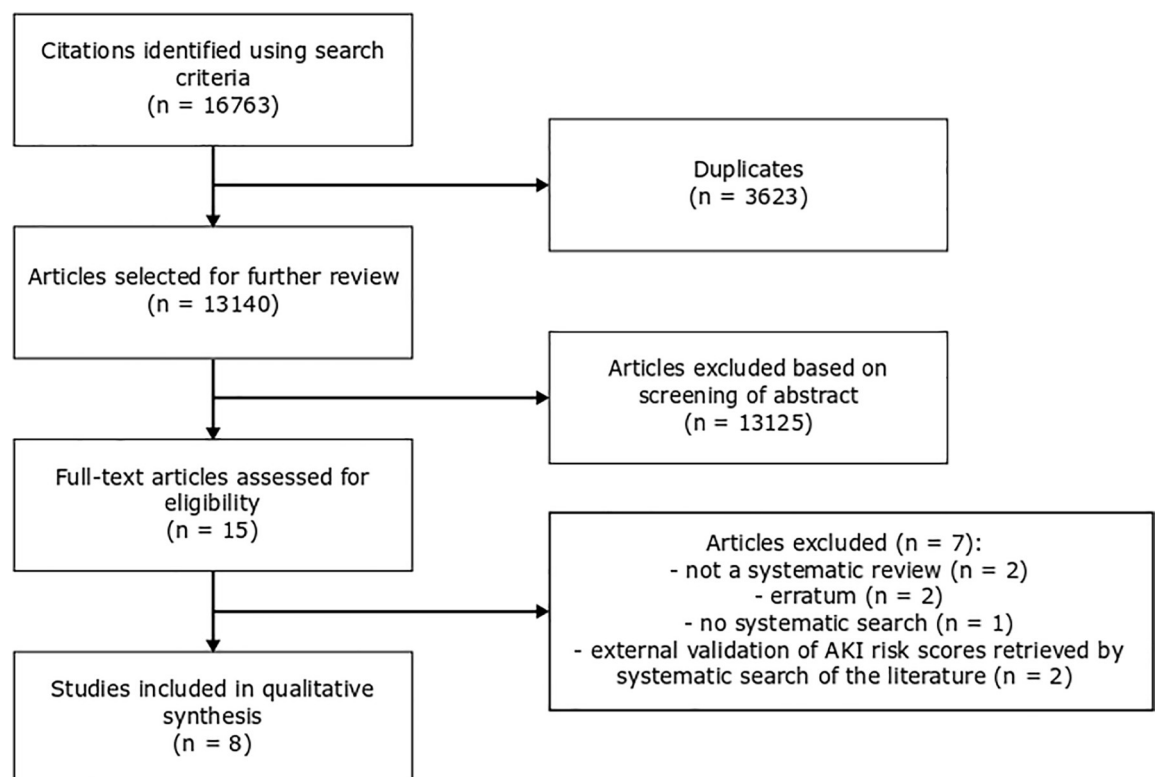 Citations identified using search
criteria
(n = 16763)
Duplicates
(n = 3623)
Articles selected for further review
(n = 13140)
Articles excluded based on
screening of abstract
(n = 13125)
Full-text articles assessed for
eligibility
(n = 15)
Articles excluded (n = 7):
- not a systematic review (n = 2)
- erratum (n = 2)
- no systematic search (n = 1)
- external validation of AKI risk scores retrieved by
systematic search of the literature (n = 2)
Studies included in qualitative
synthesis
(n = 8)